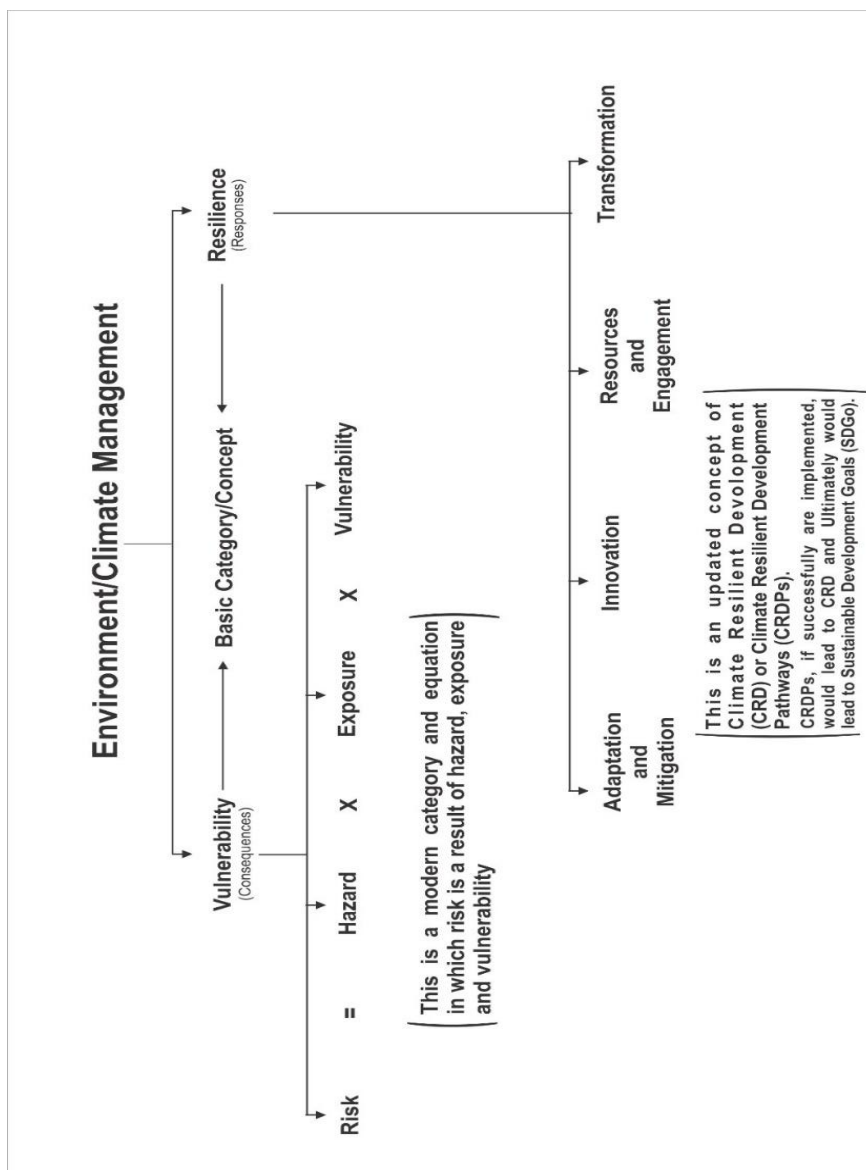 Environment/Climate Management
Vulnerability
(Consequences)
Basic Category/Concept
Resilience
(Responses)
Risk = Hazard X Exposure X Vulnerability
This is a modern category and equation
in which risk is a result of hazard, exposure
and vulnerability
Adaptation
and
Mitigation
Innovation
Resources
and
Engagement
Transformation
This is an updated concept of
Climate Resilient Devolopment
(CRD) or Climate Resilient Development
Pathways (CRDPs).
CRDPs, if successfully are implemented,
would lead to CRD and Ultimately would
lead to Sustainable Development Goals (SDGo).